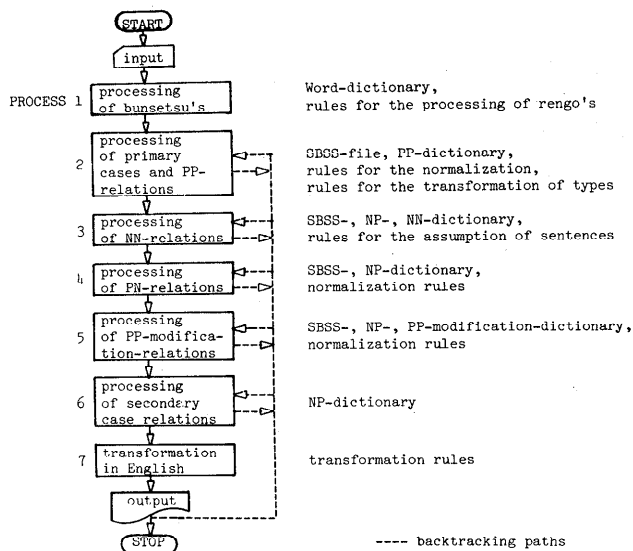 START
input
PROCESS 1
processing
of bunsetsu's
Word-dictionary,
rules for the processing of rengo's
2
processing
of primary
cases and PP-
relations
SBSS-file, PP-dictionary,
rules for the normalization,
rules for the transformation of types
3
processing
of NN-relations
SBSS-, NP-, NN-dictionary,
rules for the assumption of sentences
4
processing
of PN-relations
SBSS-, NP-dictionary,
normalization rules
5
processing
of PP-modifica-
tion-relations
SBSS-, NP-, PP-modification-dictionary,
normalization rules
6
processing
of secondary
case relations
NP-dictionary
7
transformation
in English
transformation rules
output
STOP
---- backtracking paths